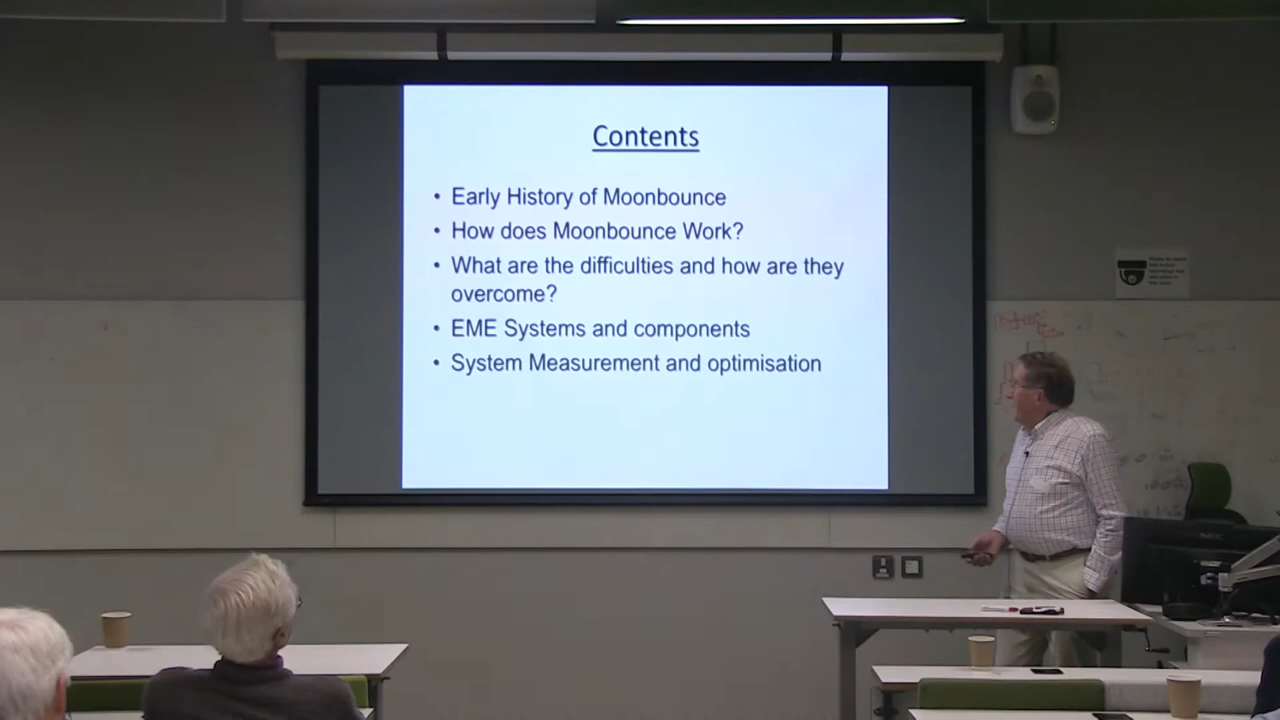 Contents
• Early History of Moonbounce
• How does Moonbounce Work?
• What are the difficulties and how are they
overcome?
• EME Systems and components
• System Measurement and optimisation
NEC